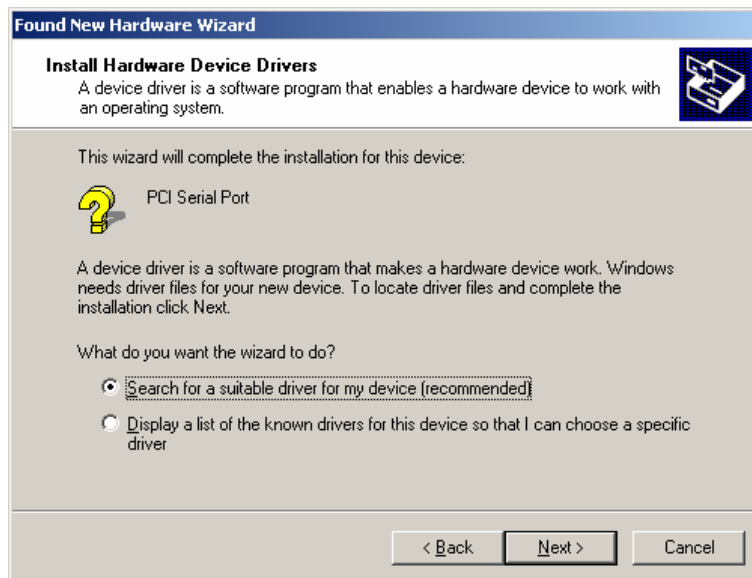 Found New Hardware Wizard
Install Hardware Device Drivers
A device driver is a software program that enables a hardware device to work with
an operating system.
This wizard will complete the installation for this device:
PCI Serial Port
A device driver is a software program that makes a hardware device work. Windows
needs driver files for your new device. To locate driver files and complete the
installation click Next.
What do you want the wizard to do?
Search for a suitable driver for my device (recommended)
Display a list of the known drivers for this device so that I can choose a specific
driver
< Back Next > Cancel